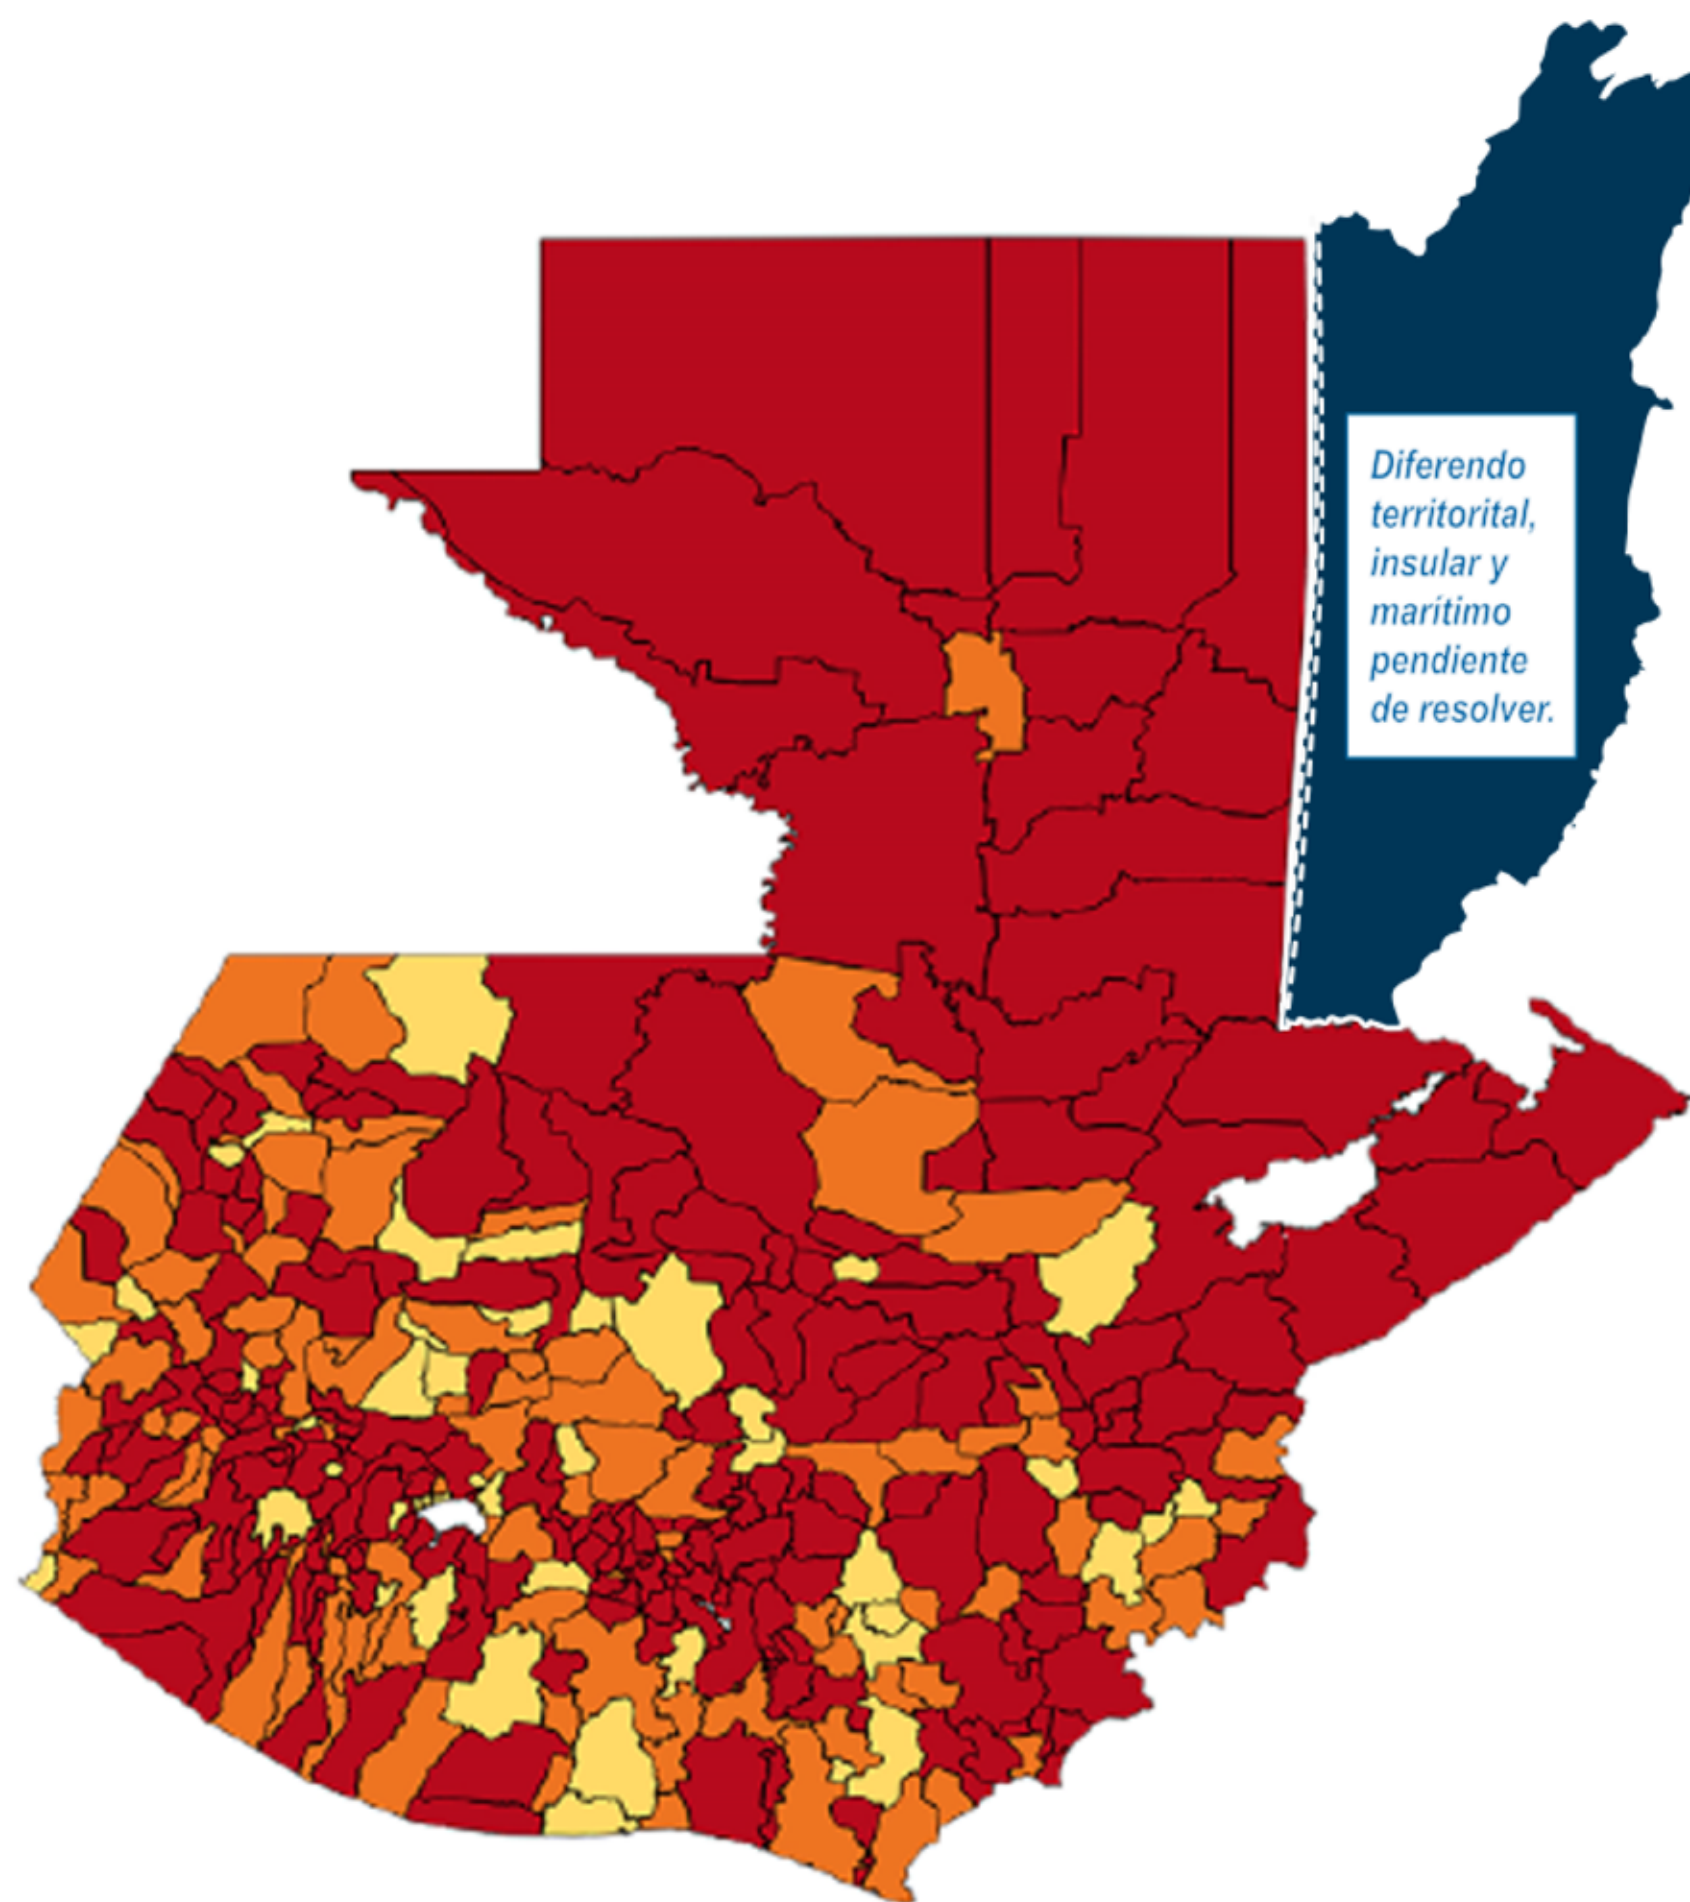 Diferendo
territorital,
insular y
marítimo
pendiente
de resolver.